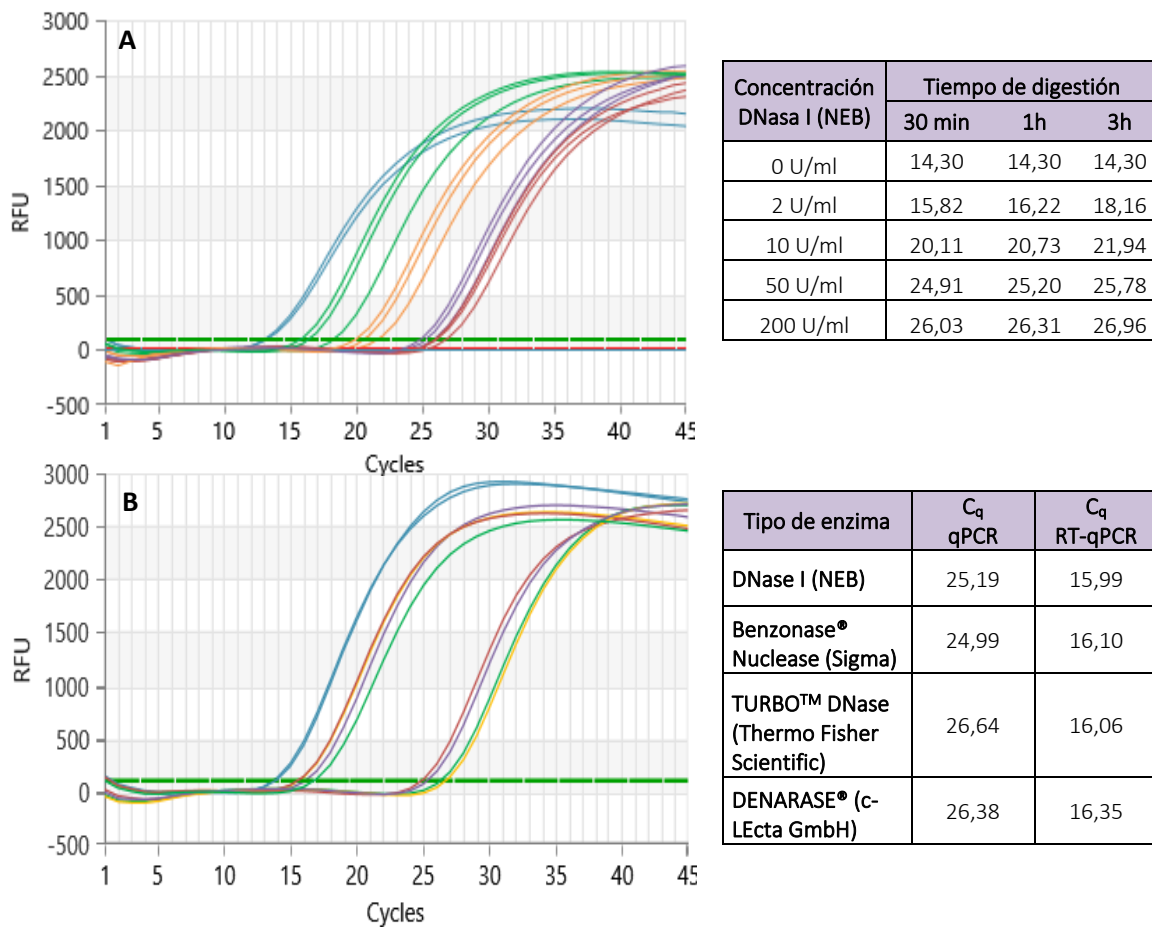 A
3000
2500
2000
1500
1000
500
0
-500
RFU
1 5 10 15 20 25 30 35 40 45
Cycles
Concentración DNasa I (NEB)
Tiempo de digestión
30 min 1h 3h
0 U/ml 14,30 14,30 14,30
2 U/ml 15,82 16,22 18,16
10 U/ml 20,11 20,73 21,94
50 U/ml 24,91 25,20 25,78
200 U/ml 26,03 26,31 26,96
B
3000
2500
2000
1500
1000
500
0
-500
RFU
1 5 10 15 20 25 30 35 40 45
Cycles
Tipo de enzima
Cq
qPCR
Cq
RT-qPCR
DNase I (NEB) 25,19 15,99
Benzonase®
Nuclease (Sigma) 24,99 16,10
TURBO™ DNase
(Thermo Fisher
Scientific) 26,64 16,06
DENARASE® (c-
LEcta GmbH) 26,38 16,35